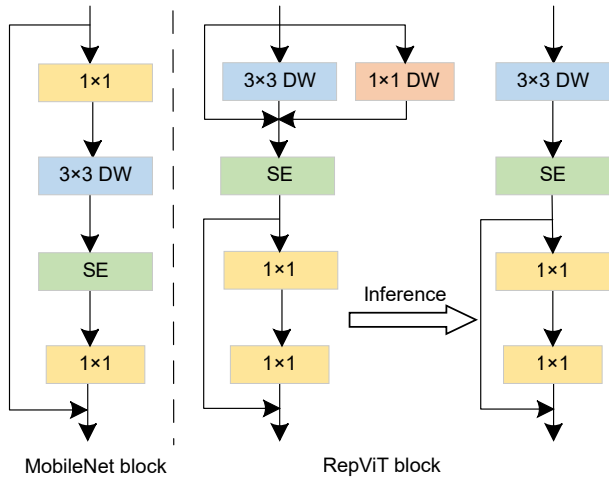 1×1
3×3 DW
SE
1×1
MobileNet block
3×3 DW
1×1 DW
SE
1×1
1×1
Inference
3×3 DW
SE
1×1
1×1
RepViT block